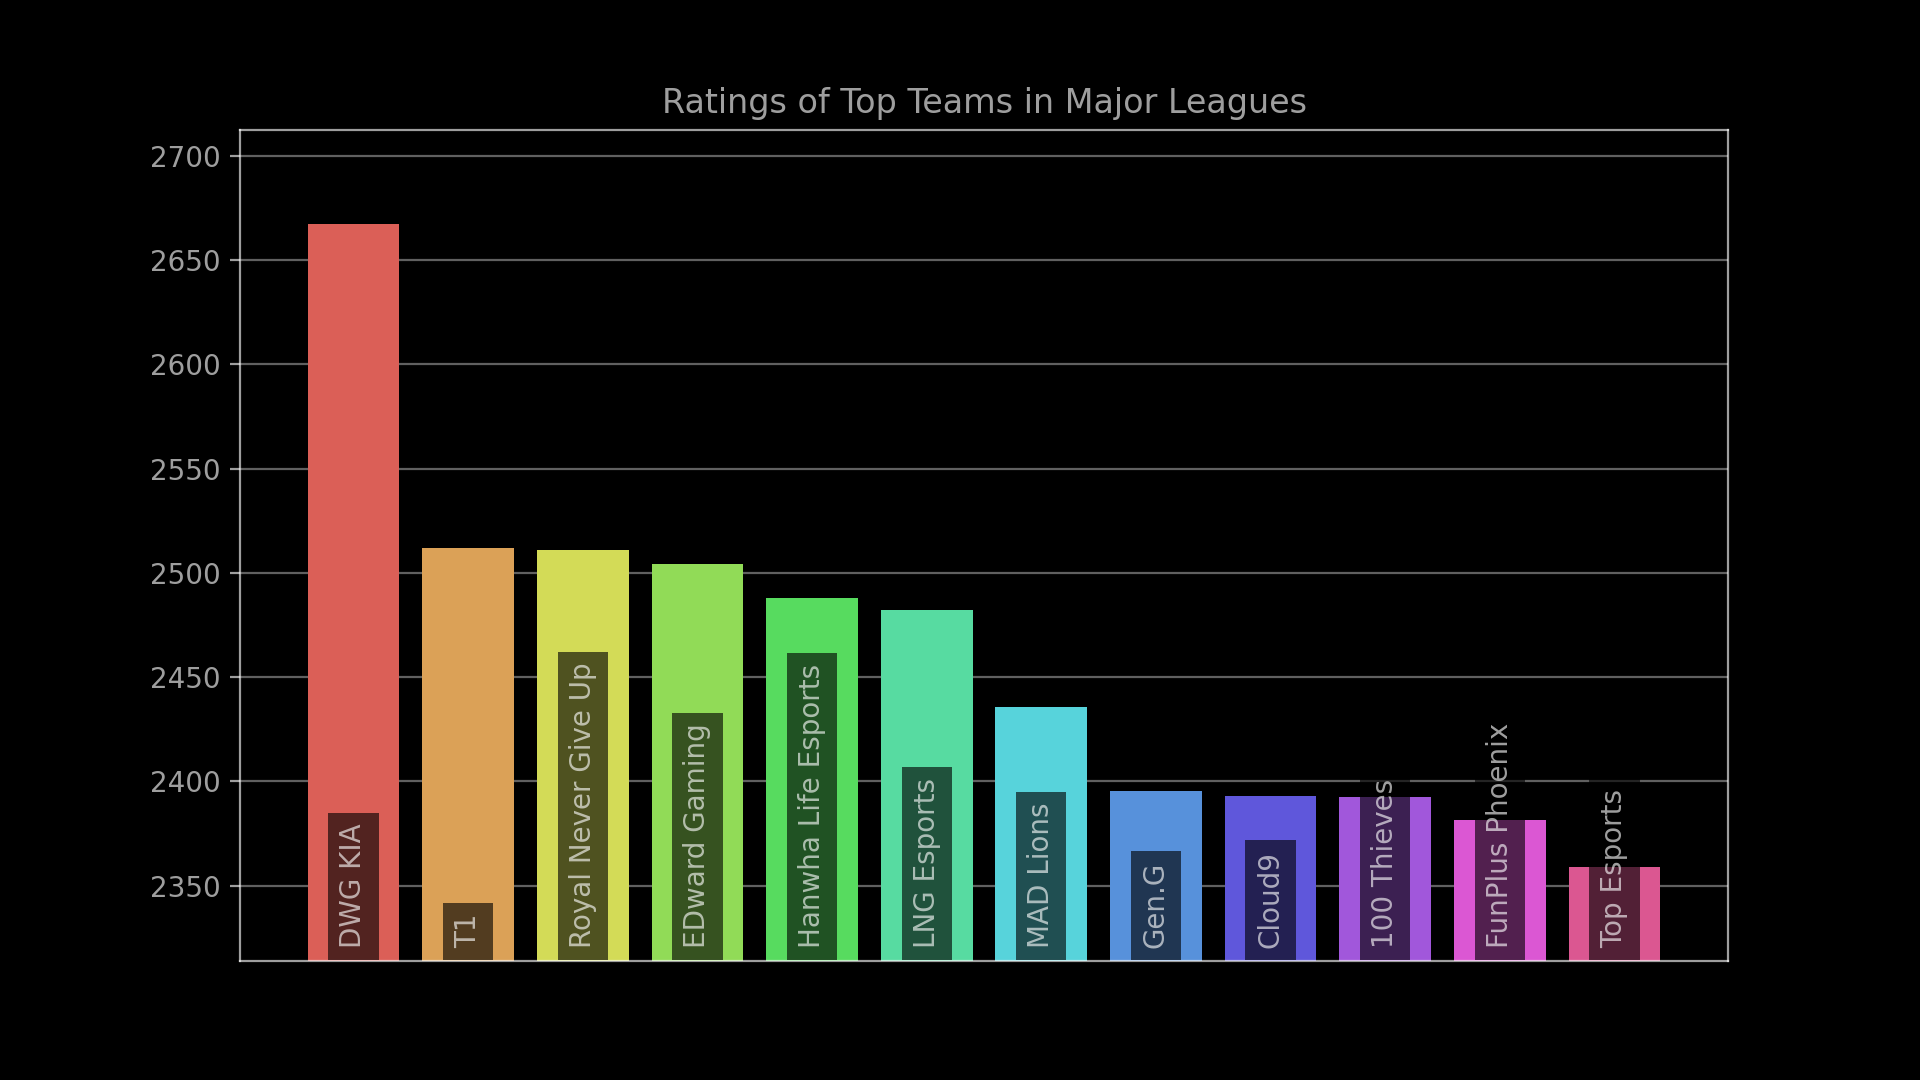 Ratings of Top Teams in Major Leagues
2700
2650
2600
2550
2500
2450
2400
2350
DWG KIA
T1
Royal Never Give Up
EDward Gaming
Hanwha Life Esports
LNG Esports
MAD Lions
Gen.G
Cloud9
100 Thieves
FunPlus Phoenix
Top Esports